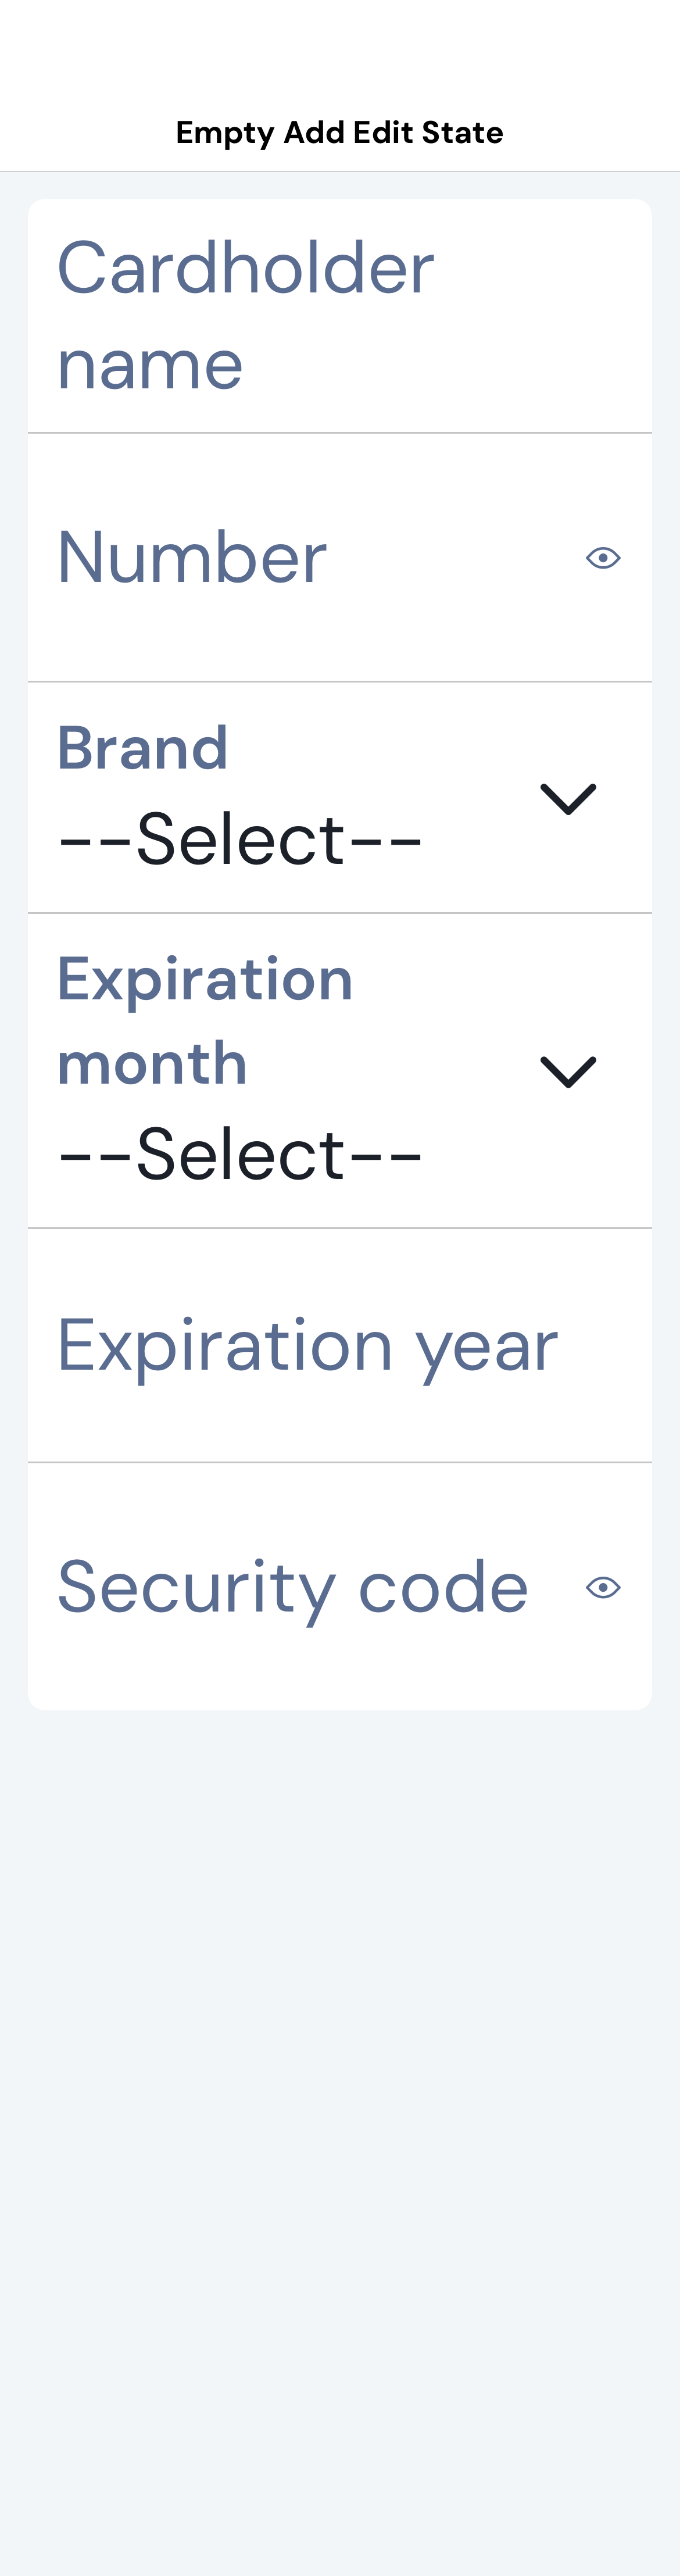 Empty Add Edit State
Cardholder
name
Number
Brand
--Select--
Expiration
month
--Select--
Expiration year
Security code